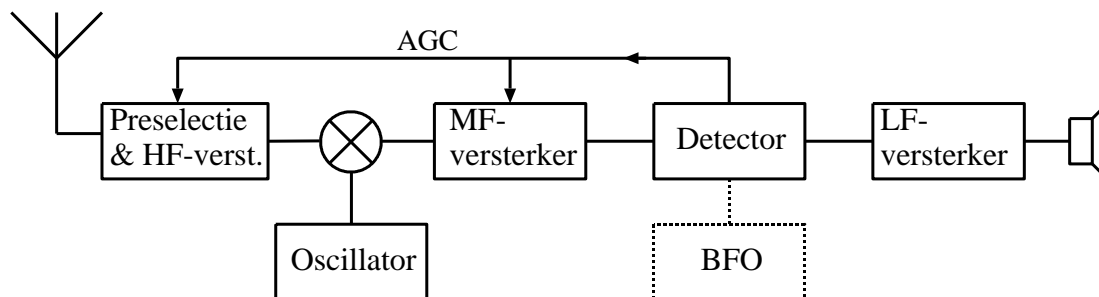 AGC
Preselectie
& HF-verst.
MF-
versterker
Detector
LF-
versterker
Oscillator
BFO